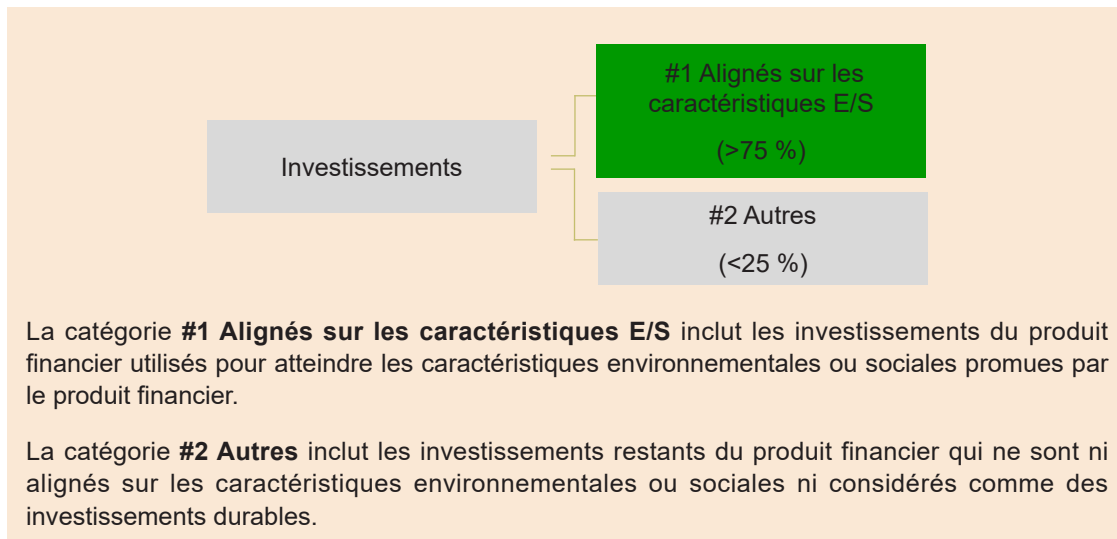 #1 Alignés sur les
caractéristiques E/S
(>75 %)
Investissements
#2 Autres
(<25 %)
La catégorie #1 Alignés sur les caractéristiques E/S inclut les investissements du produit
financier utilisés pour atteindre les caractéristiques environnementales ou sociales promues par
le produit financier.
La catégorie #2 Autres inclut les investissements restants du produit financier qui ne sont ni
alignés sur les caractéristiques environnementales ou sociales ni considérés comme des
investissements durables.